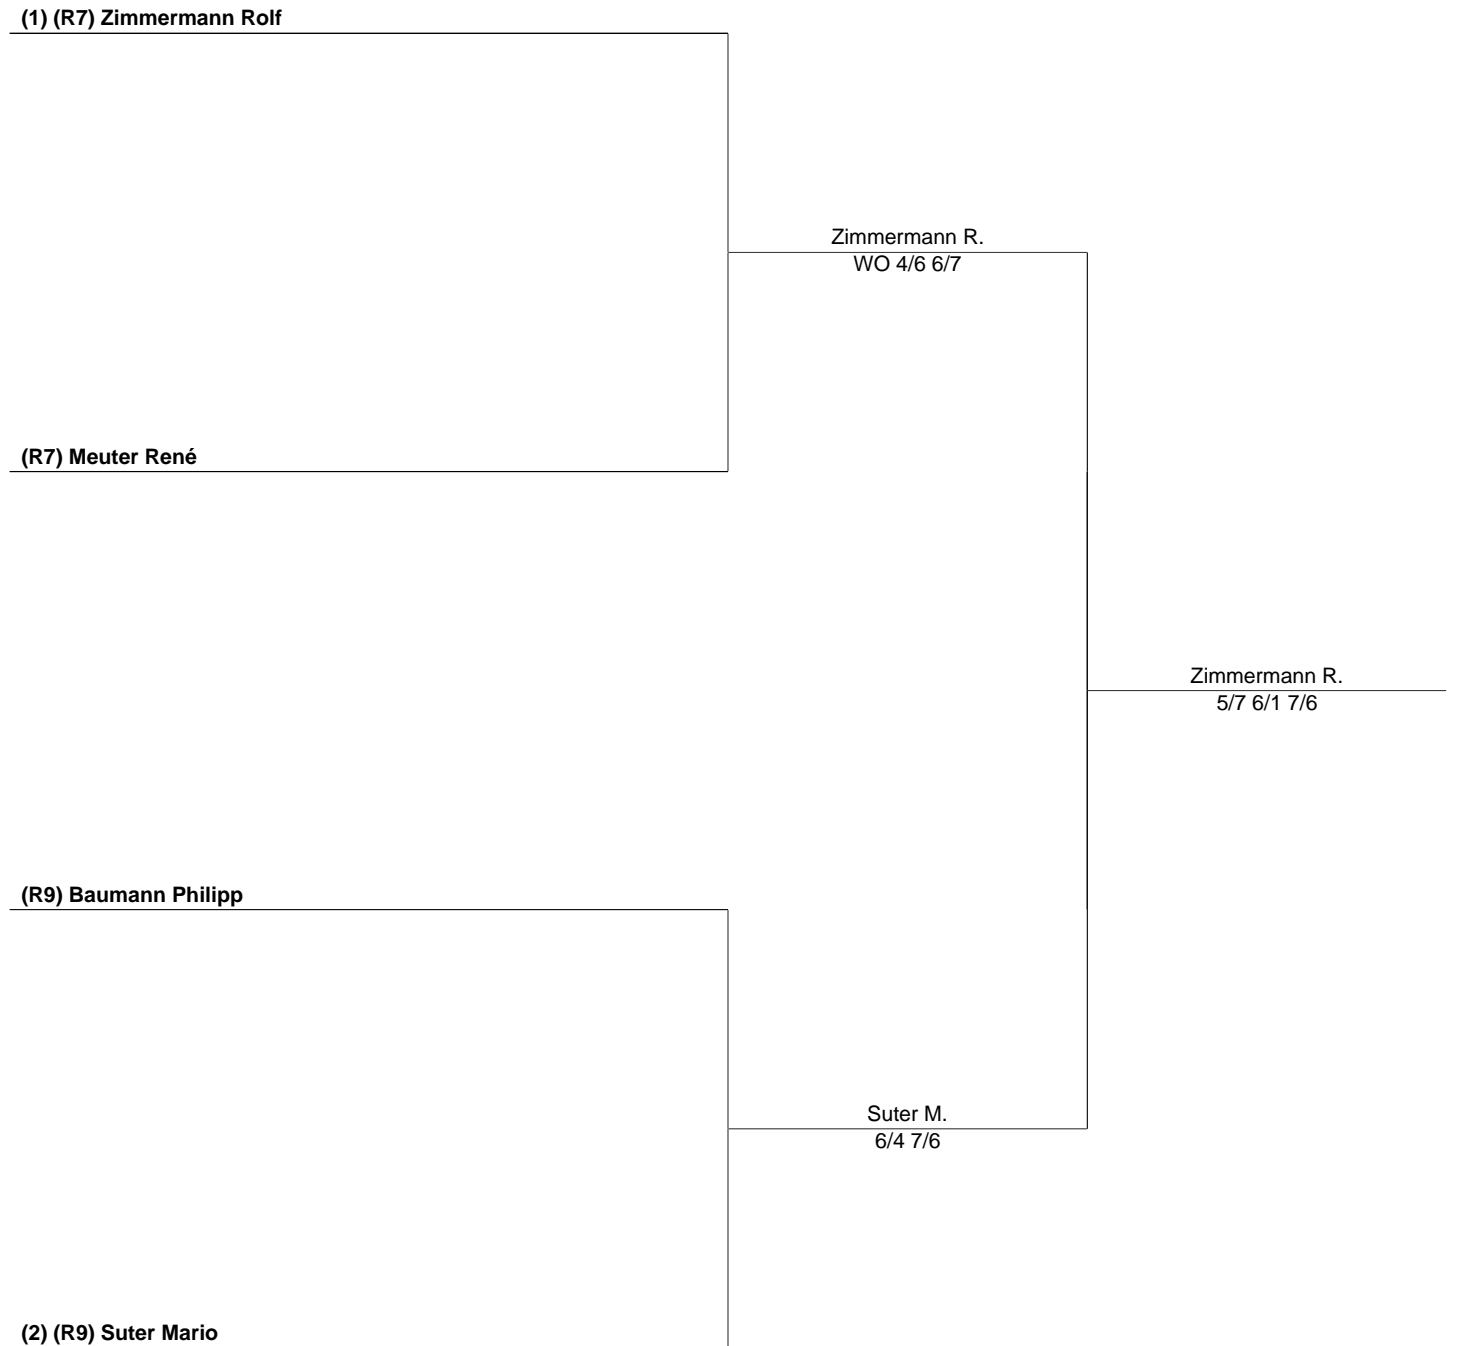 (1) (R7) Zimmermann Rolf
Zimmermann R.
WO 4/6 6/7
(R7) Meuter René
Zimmermann R.
5/7 6/1 7/6
(R9) Baumann Philipp
Suter M.
6/4 7/6
(2) (R9) Suter Mario